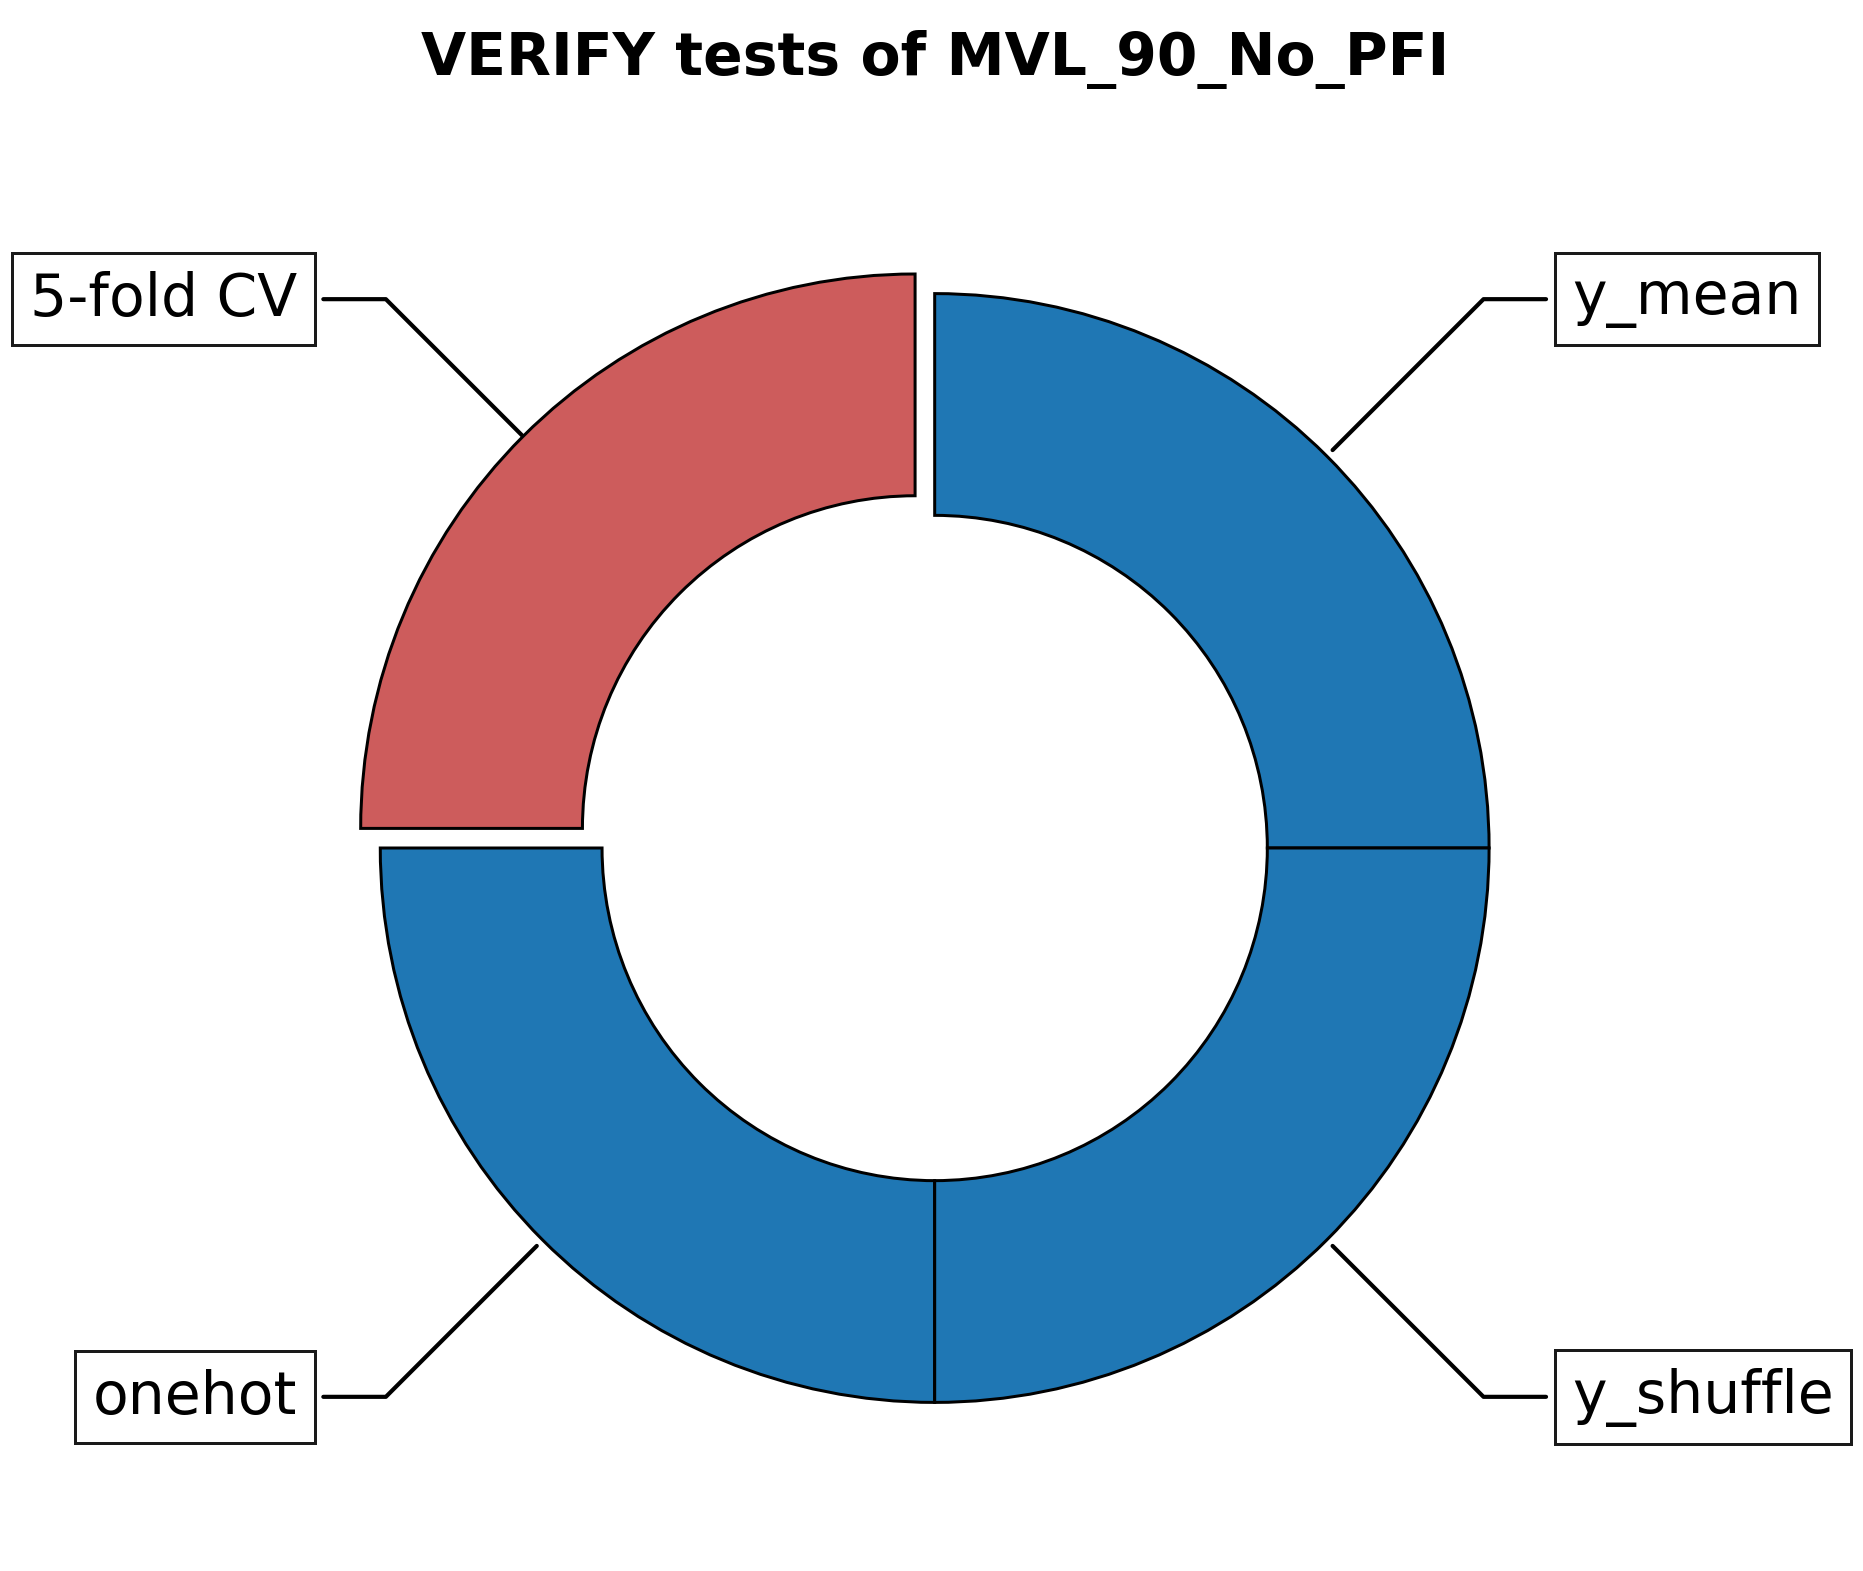 VERIFY tests of MVL_90_No_PFI
5-fold CV
y_mean
onehot
y_shuffle